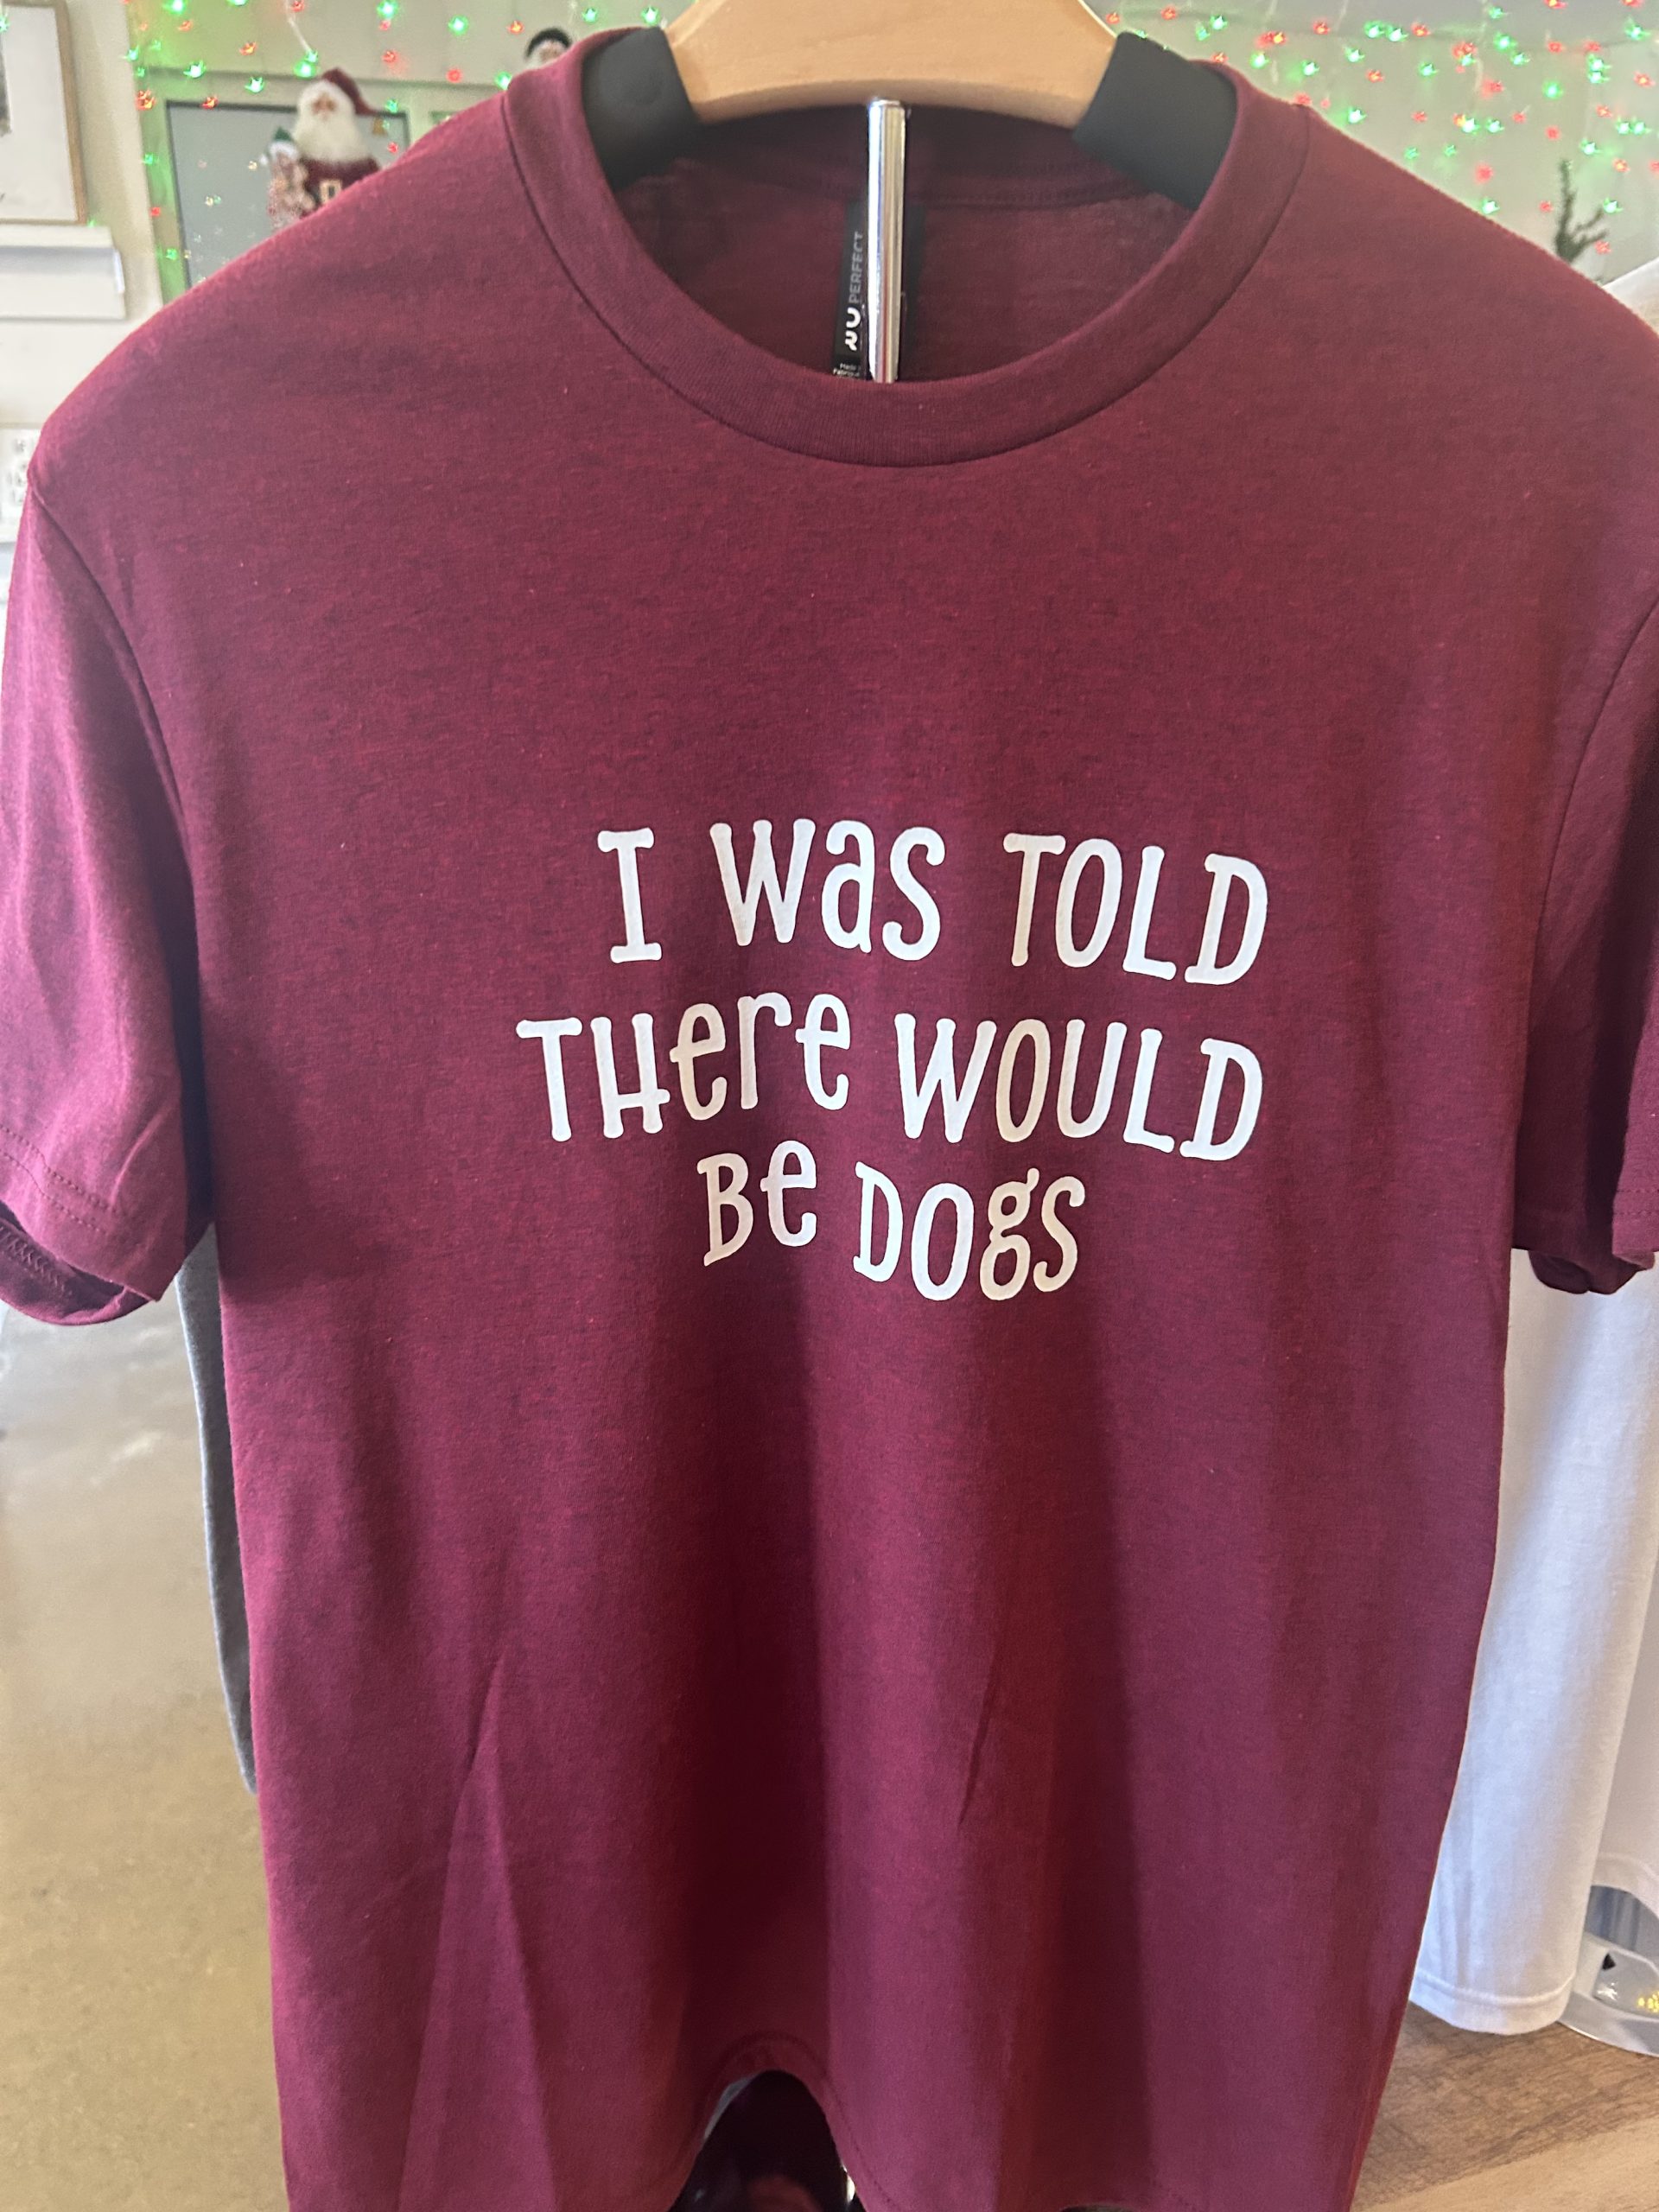 PERFECT
I was TOLD
THere WOULD
Be DOgS